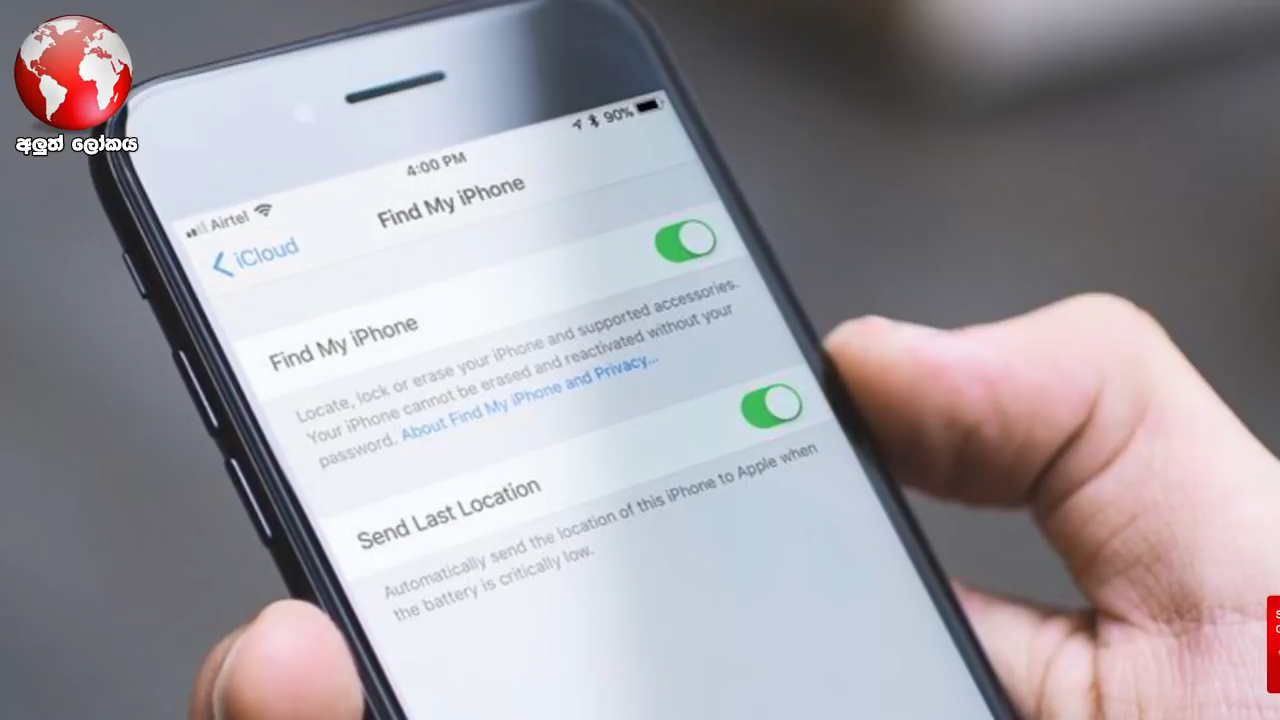 අලුත් ලෝකය
90%
4:00 PM
Airtel
Find My iPhone
iCloud
Find My iPhone
Locate, lock or erase your iPhone and supported accessories.
Your iPhone cannot be erased and reactivated without your
password. About Find My iPhone and Privacy...
Send Last Location
Automatically send the location of this iPhone to Apple when
the battery is critically low.